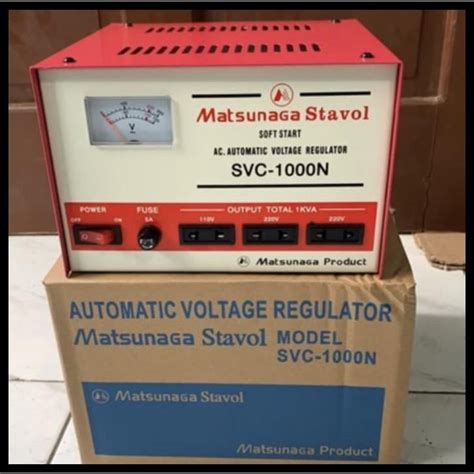 Matsunaga Stavol
SOFT START
AC. AUTOMATIC VOLTAGE REGULATOR
SVC-1000N
V
POWER
OFF ON
FUSE
5A
OUTPUT TOTAL 1KVA
110V 220V 220V
Matsunaga Product
AUTOMATIC VOLTAGE REGULATOR
Matsunaga Stavol MODEL
SVC-1000N
Matsunaga Stavol
Matsunaga Product